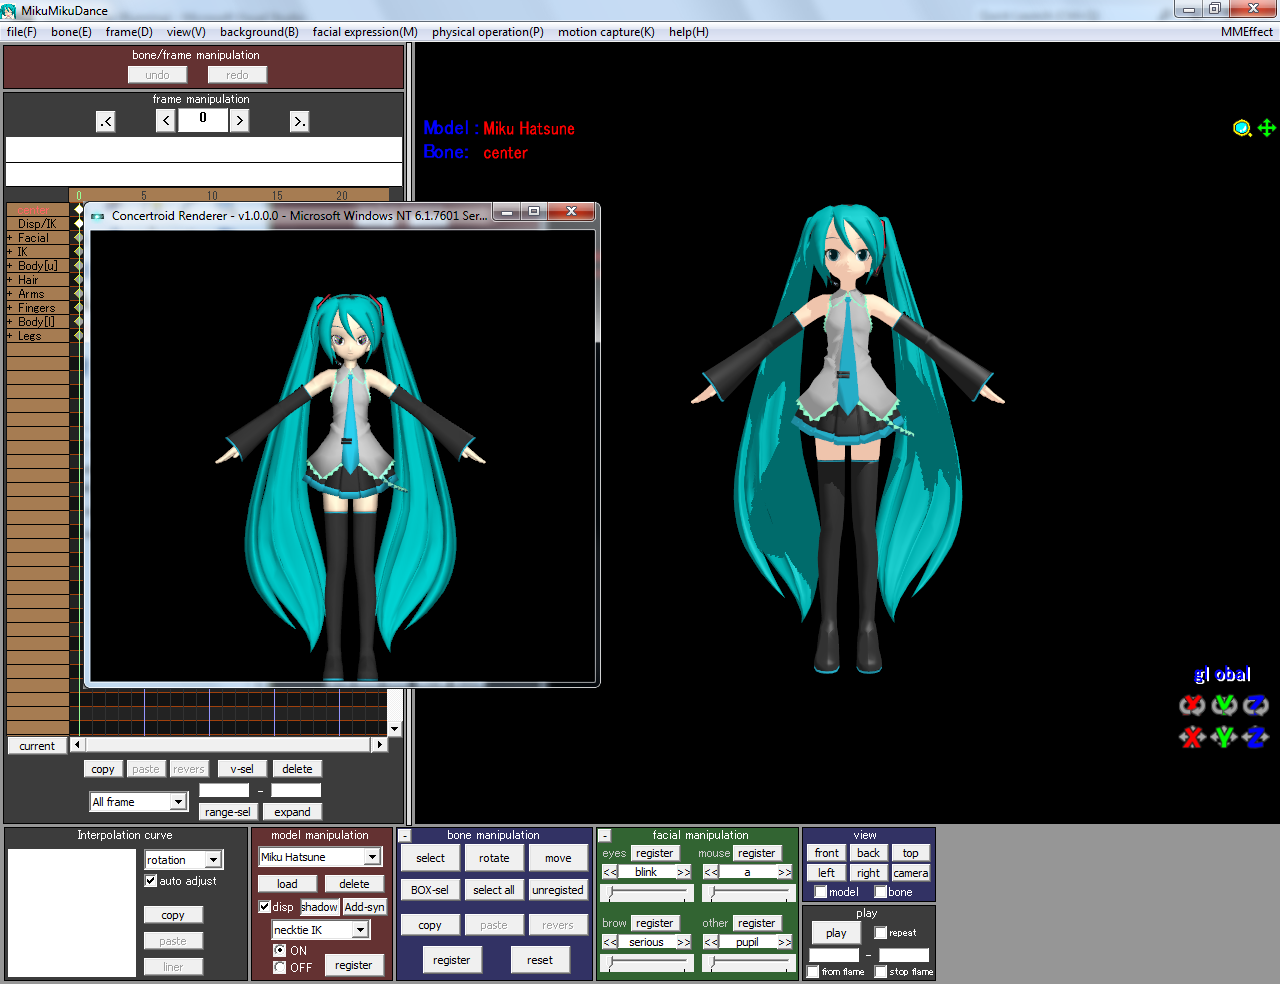 MikuMikuDance
file(F) bone(E) frame(D) view(V) background(B) facial expression(M) physical operation(P) motion capture(K) help(H) MMEffect
bone/frame manipulation
undo redo
frame manipulation
.< < 0 > >.
Model : Miku Hatsune
Bone: center
0 5 10 15 20
center
Disp/IK
+ Facial
+ IK
+ Body[u]
+ Hair
+ Arms
+ Fingers
+ Body[l]
+ Legs
Concertroid Renderer - v1.0.0.0 - Microsoft Windows NT 6.1.7601 Ser...
global
X Y Z
X Y Z
current
copy paste revers v-sel delete
All frame -
range-sel expand
Interpolation curve
rotation
auto adjust
copy
paste
liner
model manipulation
Miku Hatsune
load delete
disp shadow Add-syn
necktie IK
ON
OFF register
- bone manipulation
select rotate move
BOX-sel select all unregisted
copy paste revers
register reset
- facial manipulation
eyes register mouse register
<< blink >> << a >>
brow register other register
<< serious >> << pupil >>
view
front back top
left right camera
model bone
play
play repeat
-
from flame stop flame